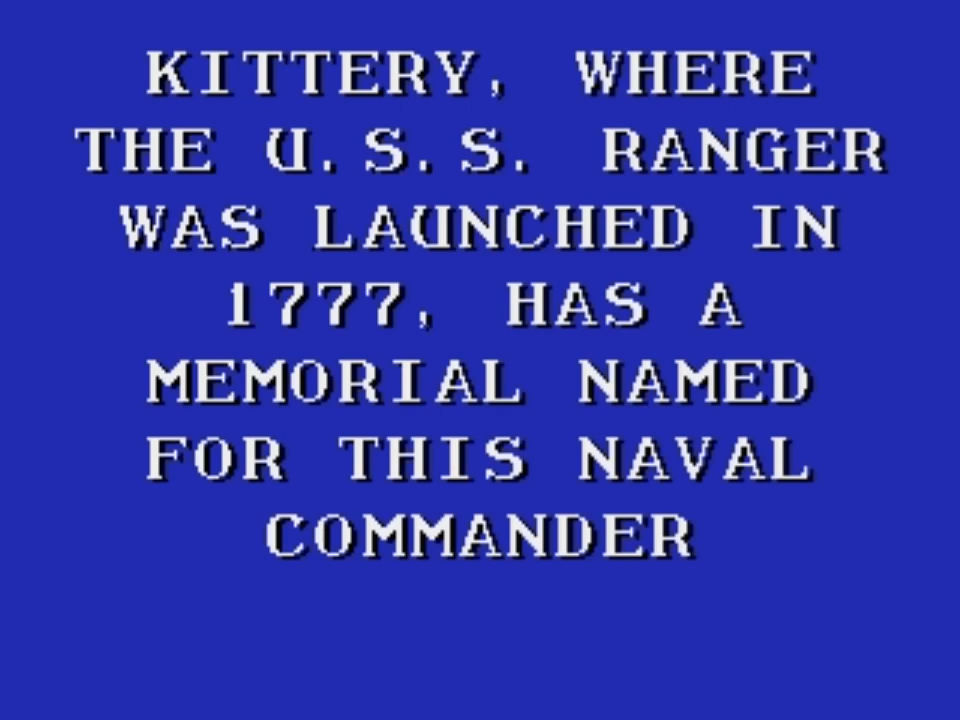 KITTERY, WHERE
THE U.S.S. RANGER
WAS LAUNCHED IN
1777, HAS A
MEMORIAL NAMED
FOR THIS NAVAL
COMMANDER